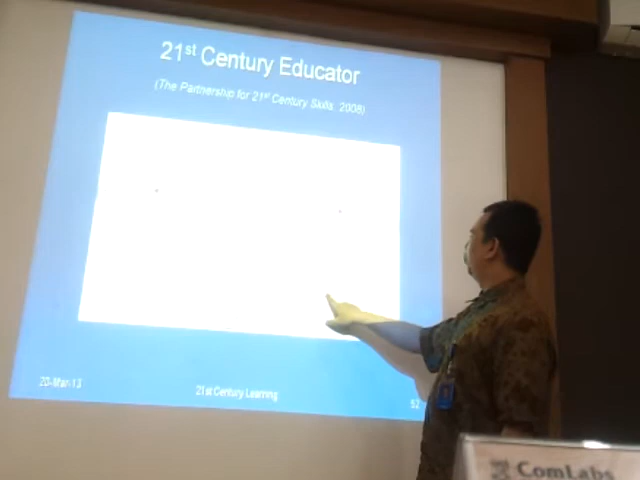 21st Century Educator
(The Partnership for 21st Century Skills, 2008)
20-Mar-13
21st Century Learning
52
ComLabs